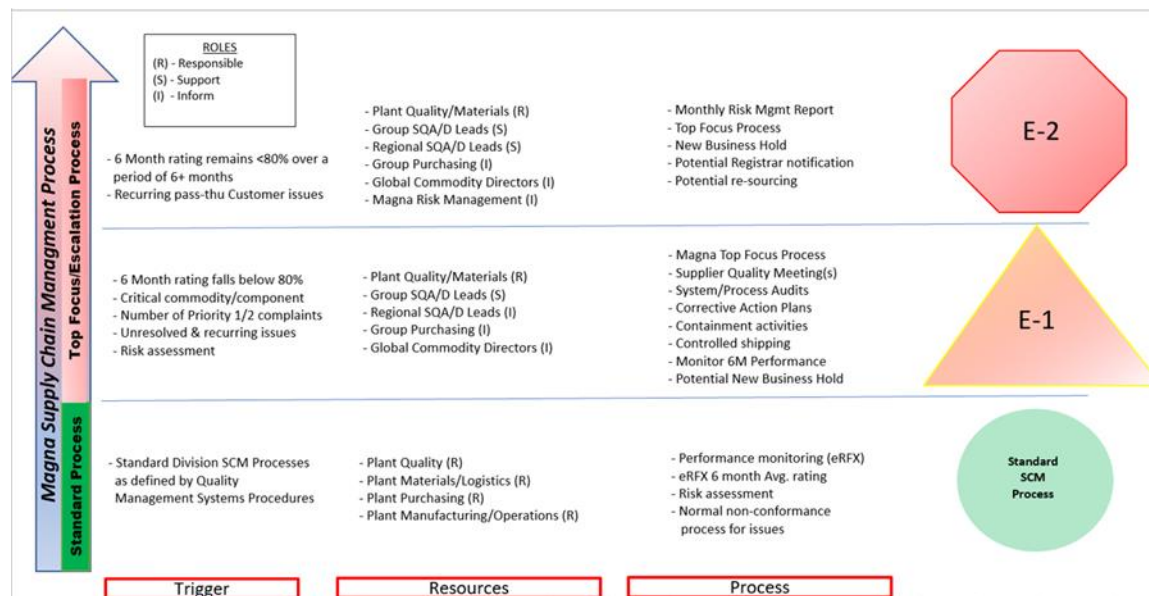 Magna Supply Chain Managment Process
Top Focus/Escalation Process
Standard Process
ROLES
(R) - Responsible
(S) - Support
(I) - Inform
- 6 Month rating remains <80% over a
period of 6+ months
- Recurring pass-thu Customer issues
- Plant Quality/Materials (R)
- Group SQA/D Leads (S)
- Regional SQA/D Leads (S)
- Group Purchasing (I)
- Global Commodity Directors (I)
- Magna Risk Management (I)
- Monthly Risk Mgmt Report
- Top Focus Process
- New Business Hold
- Potential Registrar notification
- Potential re-sourcing
E-2
- 6 Month rating falls below 80%
- Critical commodity/component
- Number of Priority 1/2 complaints
- Unresolved & recurring issues
- Risk assessment
- Plant Quality/Materials (R)
- Group SQA/D Leads (S)
- Regional SQA/D Leads (I)
- Group Purchasing (I)
- Global Commodity Directors (I)
- Magna Top Focus Process
- Supplier Quality Meeting(s)
- System/Process Audits
- Corrective Action Plans
- Containment activities
- Controlled shipping
- Monitor 6M Performance
- Potential New Business Hold
E-1
- Standard Division SCM Processes
as defined by Quality
Management Systems Procedures
- Plant Quality (R)
- Plant Materials/Logistics (R)
- Plant Purchasing (R)
- Plant Manufacturing/Operations (R)
- Performance monitoring (eRFX)
- eRFX 6 month Avg. rating
- Risk assessment
- Normal non-conformance
process for issues
Standard
SCM
Process
Trigger
Resources
Process